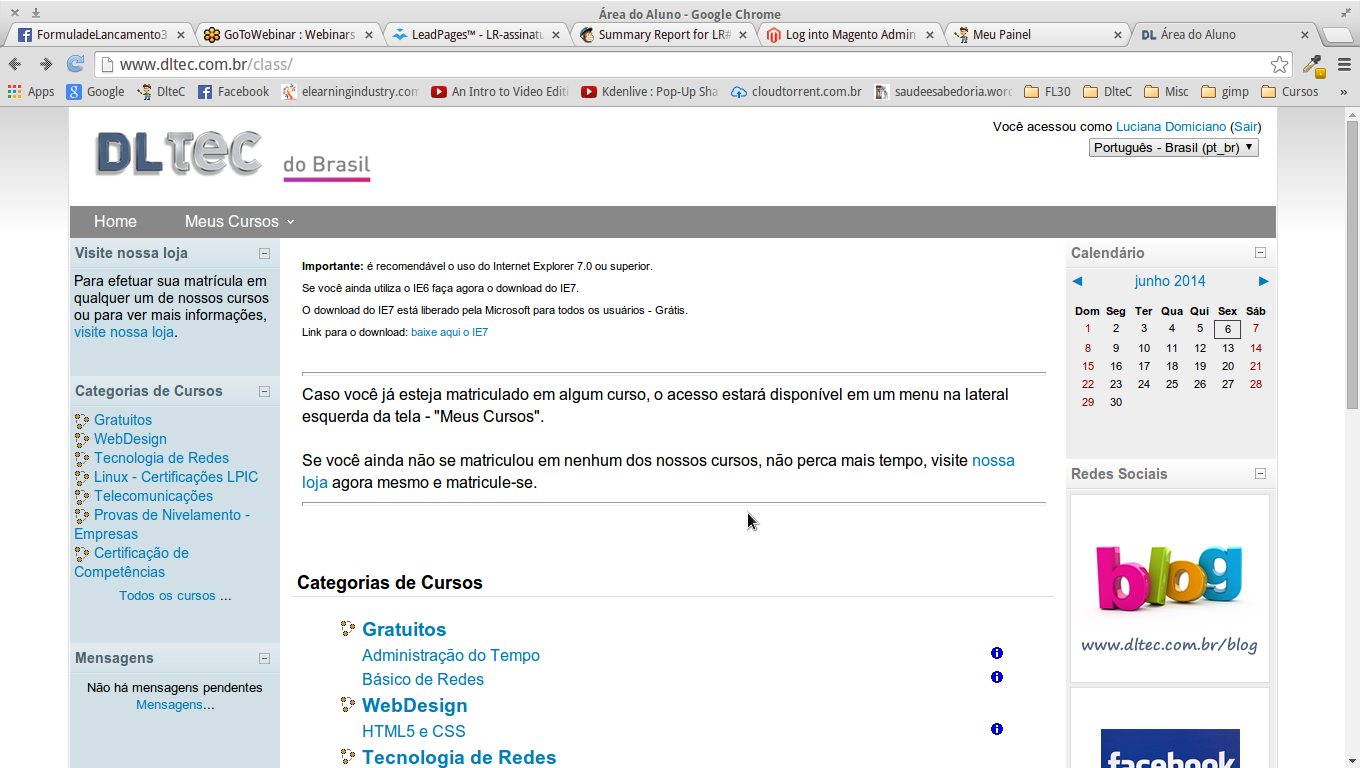 Área do Aluno - Google Chrome
FormuladeLancamento3
GoToWebinar : Webinars
LeadPages™ - LR-assinatu
Summary Report for LR#
Log into Magento Admin
Meu Painel
DL Área do Aluno
www.dltec.com.br/class/
Apps
Google
DlteC
Facebook
elearningindustry.com
An Intro to Video Editi
Kdenlive : Pop-Up Sha
cloudtorrent.com.br
saudeesabedoria.word
FL30
DlteC
Misc
gimp
Cursos
»
DLTEC do Brasil
Você acessou como Luciana Domiciano (Sair)
Português - Brasil (pt_br)
Home
Meus Cursos
Visite nossa loja
Para efetuar sua matrícula em
qualquer um de nossos cursos
ou para ver mais informações,
visite nossa loja.
Categorias de Cursos
Gratuitos
WebDesign
Tecnologia de Redes
Linux - Certificações LPIC
Telecomunicações
Provas de Nivelamento -
Empresas
Certificação de
Competências
Todos os cursos ...
Mensagens
Não há mensagens pendentes
Mensagens...
Importante: é recomendável o uso do Internet Explorer 7.0 ou superior.
Se você ainda utiliza o IE6 faça agora o download do IE7.
O download do IE7 está liberado pela Microsoft para todos os usuários - Grátis.
Link para o download: baixe aqui o IE7
Caso você já esteja matriculado em algum curso, o acesso estará disponível em um menu na lateral
esquerda da tela - "Meus Cursos".
Se você ainda não se matriculou em nenhum dos nossos cursos, não perca mais tempo, visite nossa
loja agora mesmo e matricule-se.
Categorias de Cursos
Gratuitos
Administração do Tempo
Básico de Redes
WebDesign
HTML5 e CSS
Tecnologia de Redes
Calendário
junho 2014
Dom Seg Ter Qua Qui Sex Sáb
1 2 3 4 5 6 7
8 9 10 11 12 13 14
15 16 17 18 19 20 21
22 23 24 25 26 27 28
29 30
Redes Sociais
blog
www.dltec.com.br/blog
facebook